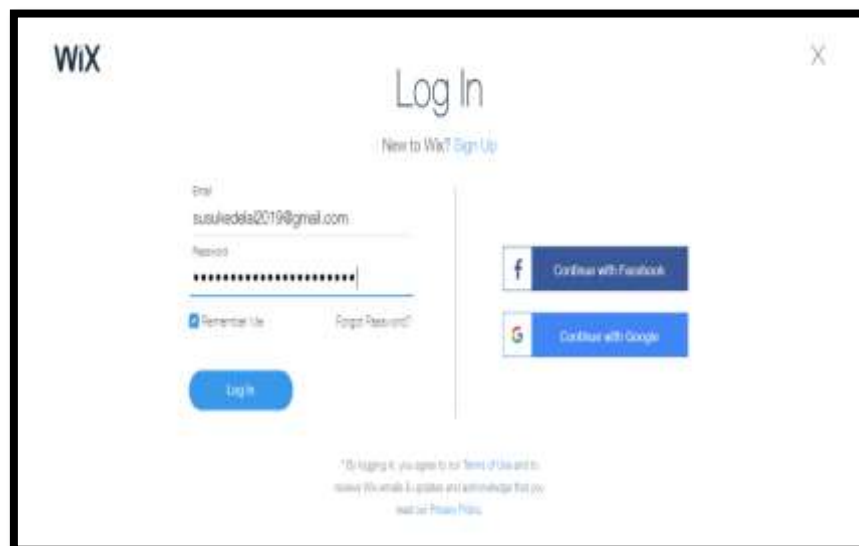 WiX
X
Log In
New to Wix? Sign Up
Email
susukedelai2019@gmail.com
Password
••••••••••••••••••••••
Remember Me
Forgot Password?
Log In
f
Continue with Facebook
G
Continue with Google
* By logging in, you agree to our Terms of Use and to
receive Wix emails & updates and acknowledge that you
read our Privacy Policy.